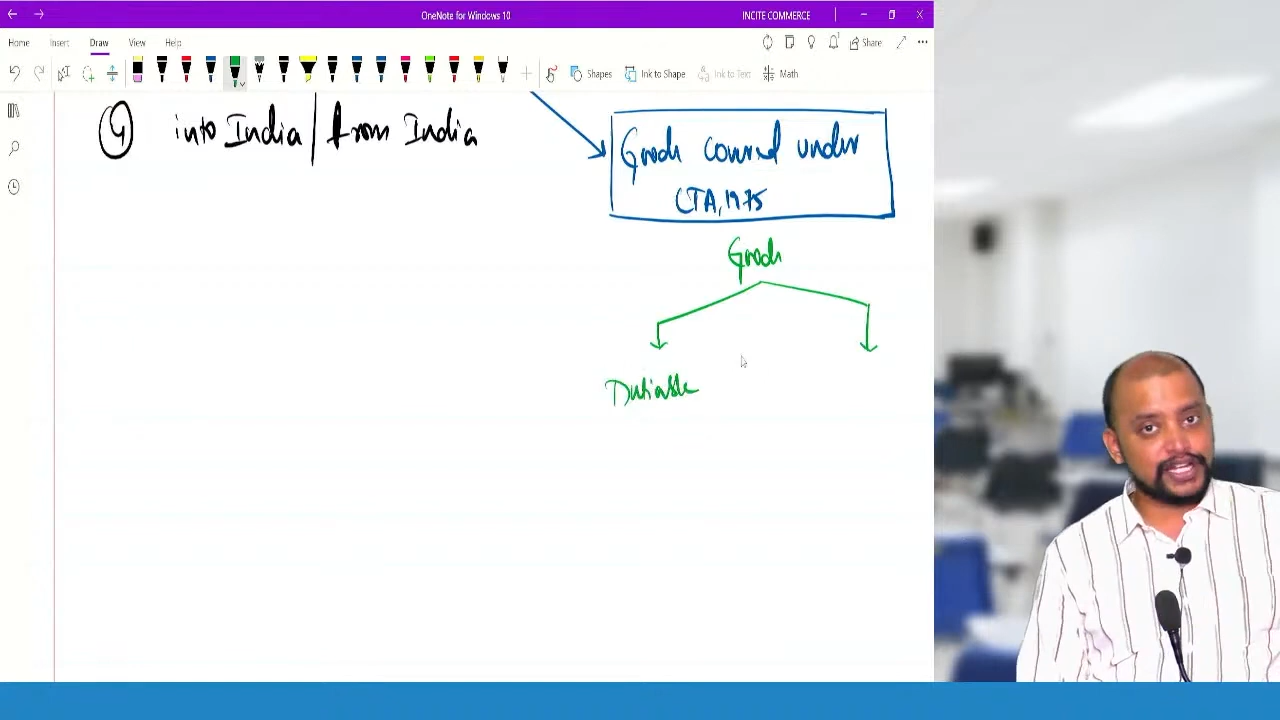 OneNote for Windows 10
INCITE COMMERCE
Home Insert Draw View Help
Share
Shapes Ink to Shape Ink to Text Math
4 into India / from India
Goods covered under
CTA, 1975
Goods
Dutiable